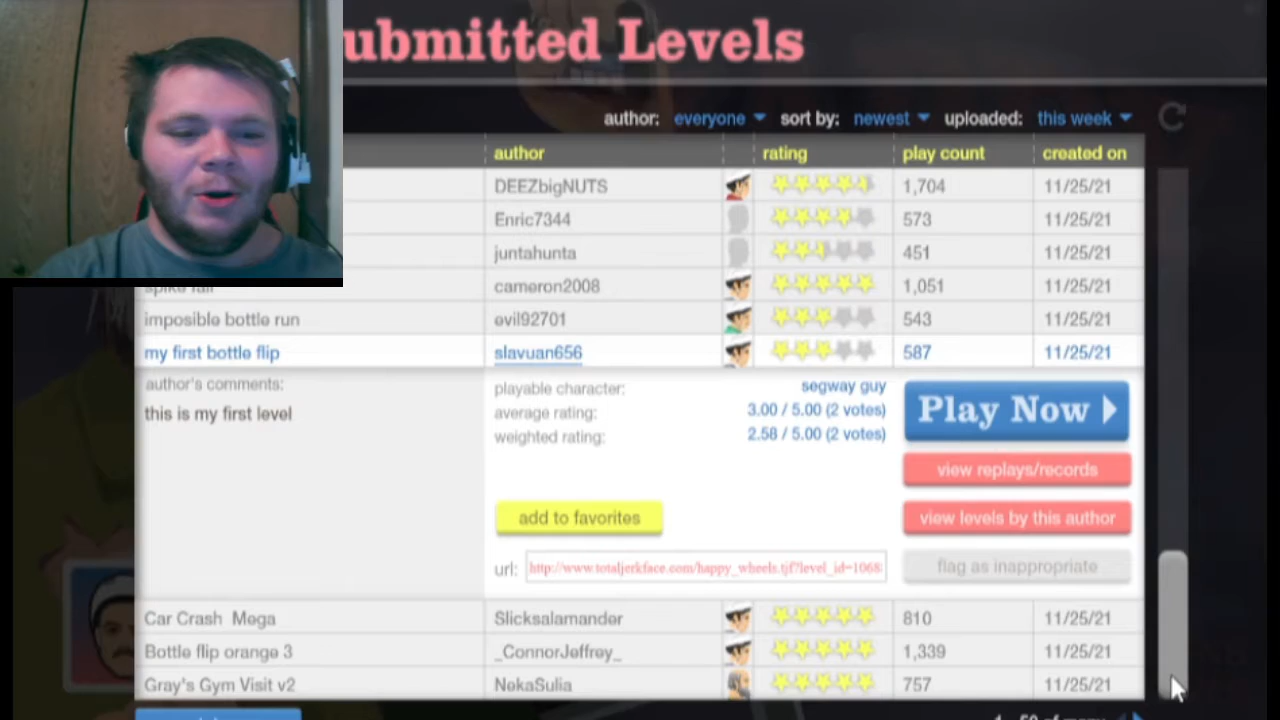 ubmitted Levels
author: everyone sort by: newest uploaded: this week
author rating play count created on
DEEZbigNUTS 1,704 11/25/21
Enric7344 573 11/25/21
juntahunta 451 11/25/21
spike fall cameron2008 1,051 11/25/21
imposible bottle run evil92701 543 11/25/21
my first bottle flip slavuan656 587 11/25/21
author's comments: playable character: segway guy
this is my first level average rating: 3.00 / 5.00 (2 votes) Play Now
weighted rating: 2.58 / 5.00 (2 votes)
view replays/records
add to favorites view levels by this author
url: http://www.totaljerkface.com/happy_wheels.tjf?level_id=1068 flag as inappropriate
Car Crash Mega Slicksalamander 810 11/25/21
Bottle flip orange 3 _ConnorJeffrey_ 1,339 11/25/21
Gray's Gym Visit v2 NekaSulia 757 11/25/21